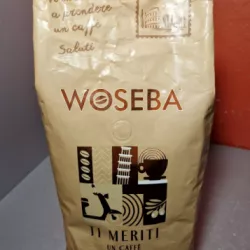 a prendere
un caffè
Saluti
WOSEBA
TI MERITI
UN CAFFÈ